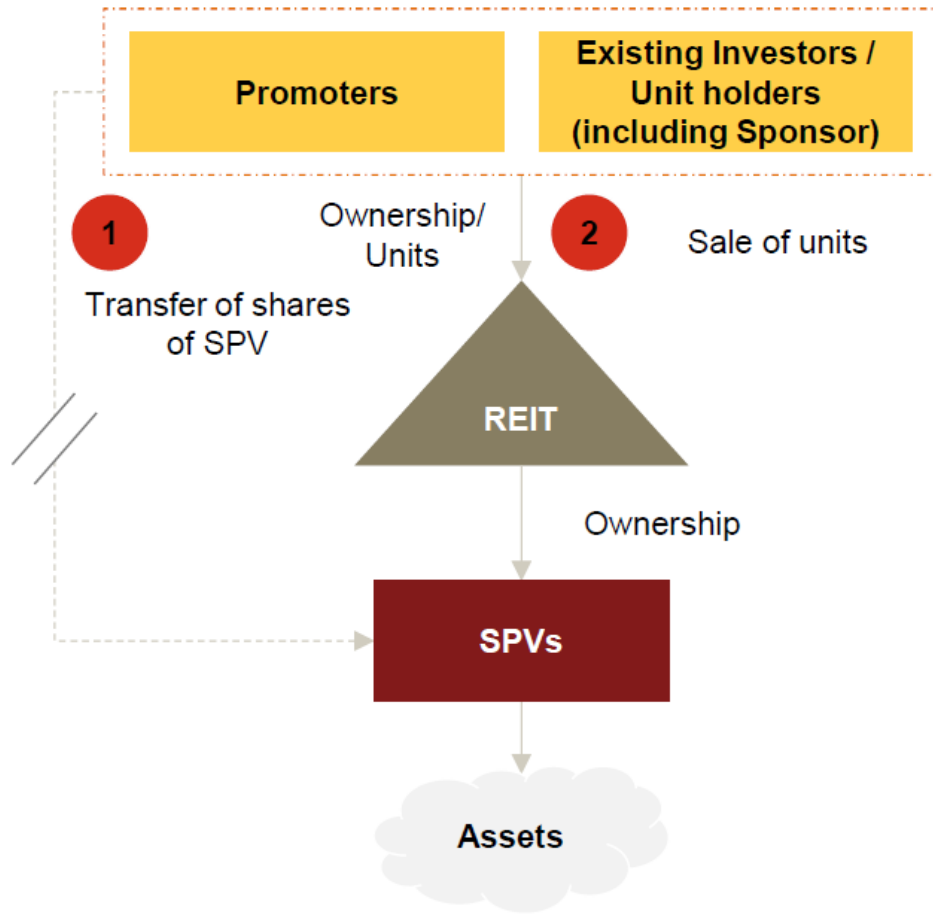 Promoters
Existing Investors /
Unit holders
(including Sponsor)
1
Transfer of shares
of SPV
Ownership/
Units
2
Sale of units
REIT
Ownership
SPVs
Assets